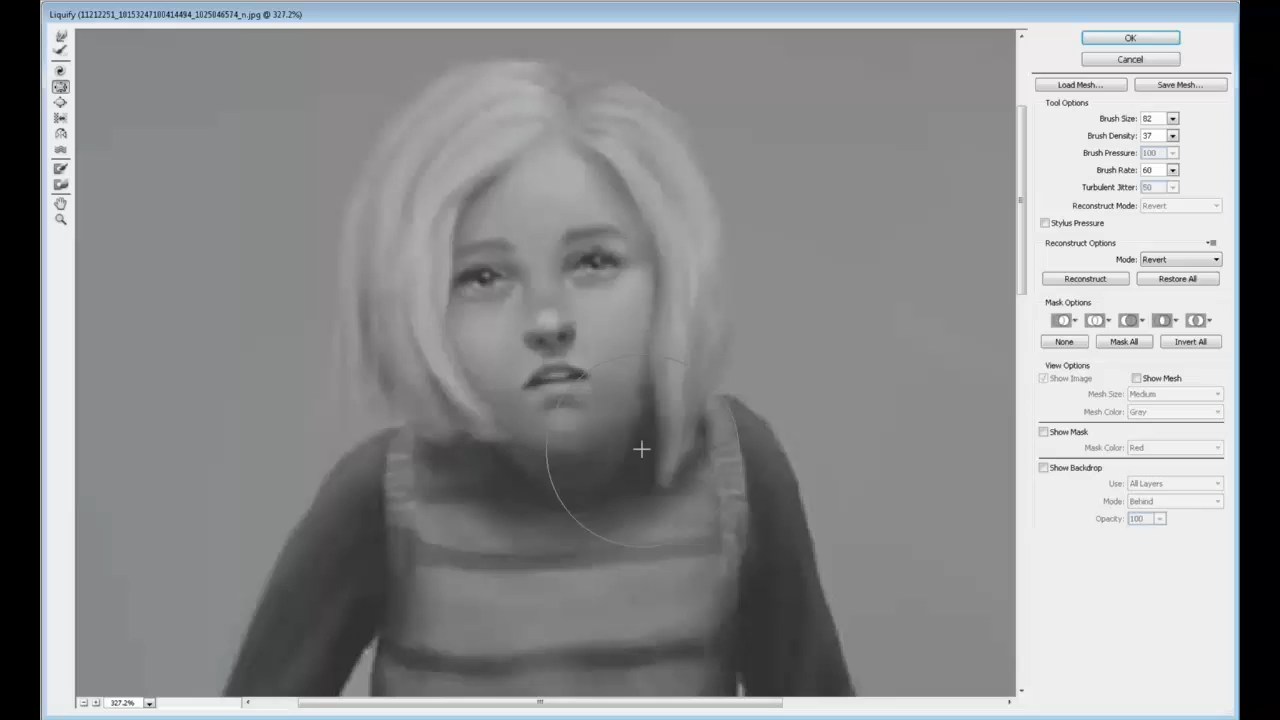 Liquify (11212251_10153247100414494_1025046574_n.jpg @ 327.2%)
OK
Cancel
Load Mesh... Save Mesh...
Tool Options
Brush Size: 82
Brush Density: 37
Brush Pressure: 100
Brush Rate: 60
Turbulent Jitter: 50
Reconstruct Mode: Revert
Stylus Pressure
Reconstruct Options
Mode: Revert
Reconstruct Restore All
Mask Options
None Mask All Invert All
View Options
Show Image Show Mesh
Mesh Size: Medium
Mesh Color: Gray
Show Mask
Mask Color: Red
Show Backdrop
Use: All Layers
Mode: Behind
Opacity: 100
327.2%